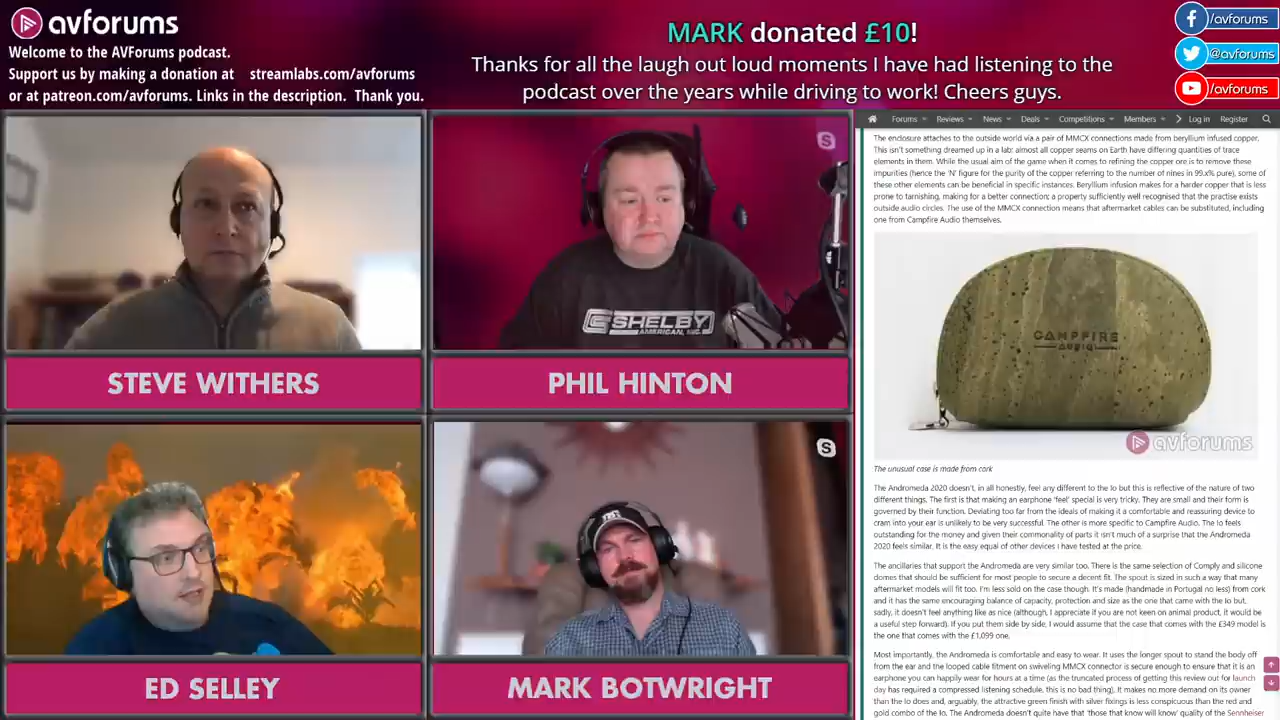 avforums
Welcome to the AVForums podcast.
Support us by making a donation at streamlabs.com/avforums
or at patreon.com/avforums. Links in the description. Thank you.
MARK donated £10!
Thanks for all the laugh out loud moments I have had listening to the
podcast over the years while driving to work! Cheers guys.
/avforums
@avforums
/avforums
Forums Reviews News Deals Competitions Members Log in Register
SHELBY
AMERICAN, INC.
STEVE WITHERS
PHIL HINTON
ED SELLEY
MARK BOTWRIGHT
The enclosure attaches to the outside world via a pair of MMCX connections made from beryllium infused copper.
This isn't something dreamed up in a lab; almost all copper seams on Earth have differing quantities of trace
elements in them. While the usual aim of the game when it comes to refining the copper ore is to remove these
impurities (hence the 'N' figure for the purity of the copper referring to the number of nines in 99.x% pure), some of
these other elements can be beneficial in specific instances. Beryllium infusion makes for a harder copper that is less
prone to tarnishing, making for a better connection; a property sufficiently well recognised that the practise exists
outside audio circles. The use of the MMCX connection means that aftermarket cables can be substituted, including
one from Campfire Audio themselves.
CAMPFIRE
AUDIO
avforums
The unusual case is made from cork
The Andromeda 2020 doesn't, in all honestly, feel any different to the Io but this is reflective of the nature of two
different things. The first is that making an earphone 'feel' special is very tricky. They are small and their form is
governed by their function. Deviating too far from the ideals of making it a comfortable and reassuring device to
cram into your ear is unlikely to be very successful. The other is more specific to Campfire Audio. The Io feels
outstanding for the money and given their commonality of parts it isn't much of a surprise that the Andromeda
2020 feels similar. It is the easy equal of other devices I have tested at the price.
The ancillaries that support the Andromeda are very similar too. There is the same selection of Comply and silicone
domes that should be sufficient for most people to secure a decent fit. The spout is sized in such a way that many
aftermarket models will fit too. I'm less sold on the case though. It's made (handmade in Portugal no less) from cork
and it has the same encouraging balance of capacity, protection and size as the one that came with the Io but,
sadly, it doesn't feel anything like as nice (although, I appreciate if you are not keen on animal product, it would be
a useful step forward). If you put them side by side, I would assume that the case that comes with the £349 model is
the one that comes with the £1,099 one.
Most importantly, the Andromeda is comfortable and easy to wear. It uses the longer spout to stand the body off
from the ear and the looped cable fitment on swiveling MMCX connector is secure enough to ensure that it is an
earphone you can happily wear for hours at a time (as the truncated process of getting this review out for launch
day has required a compressed listening schedule, this is no bad thing). It makes no more demand on its owner
than the Io does and, arguably, the attractive green finish with silver fixings is less conspicuous than the red and
gold combo of the Io. The Andromeda doesn't quite have that 'those that know will know' quality of the Sennheiser